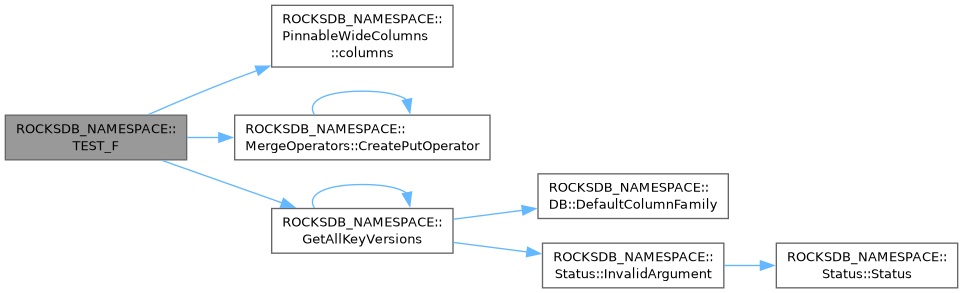 ROCKSDB_NAMESPACE::
PinnableWideColumns
::columns
ROCKSDB_NAMESPACE::
TEST_F
ROCKSDB_NAMESPACE::
MergeOperators::CreatePutOperator
ROCKSDB_NAMESPACE::
GetAllKeyVersions
ROCKSDB_NAMESPACE::
DB::DefaultColumnFamily
ROCKSDB_NAMESPACE::
Status::InvalidArgument
ROCKSDB_NAMESPACE::
Status::Status